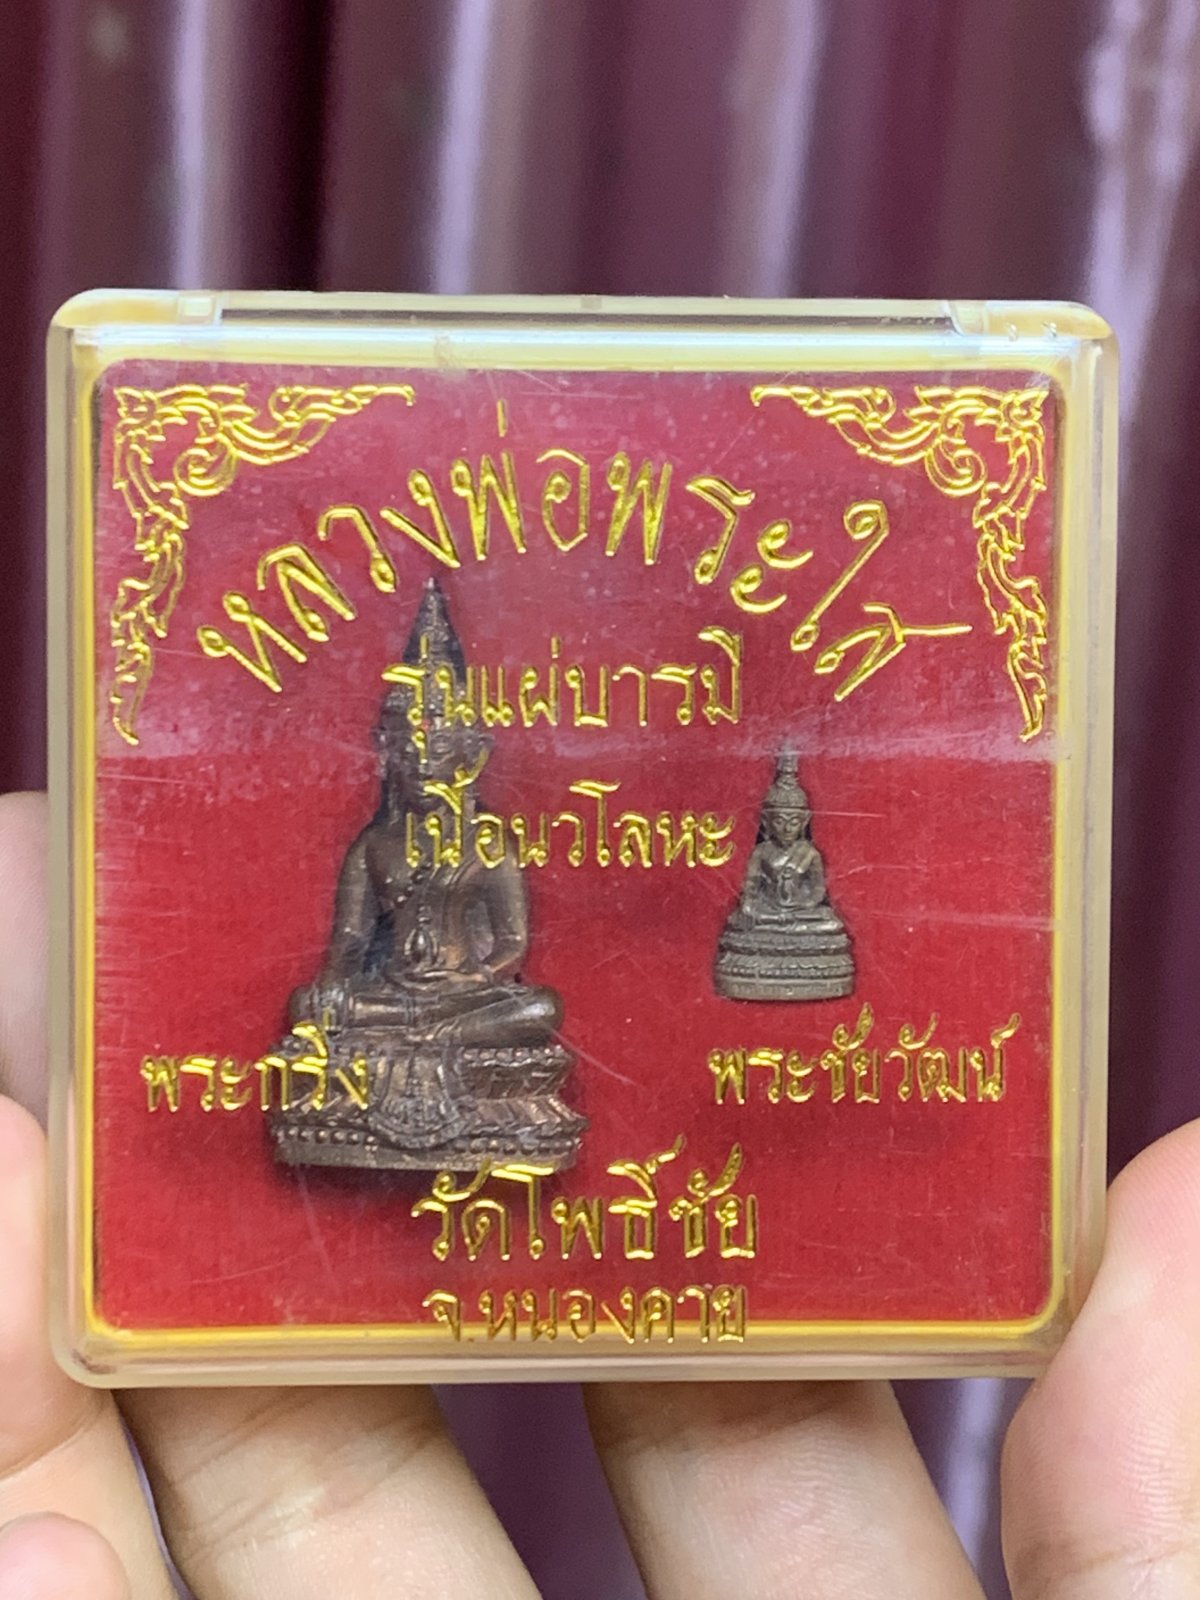 หลวงพ่อพระใส
รุ่นแผ่บารมี
เนื้อนวโลหะ
พระกริ่ง
พระชัยวัฒน์
วัดโพธิ์ชัย
จ.หนองคาย